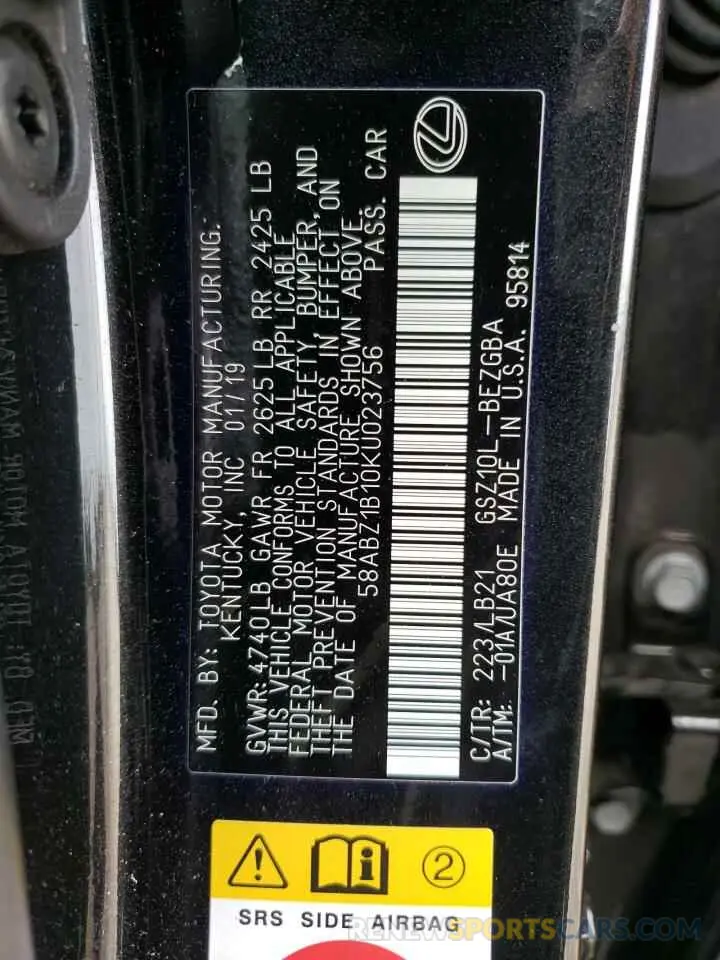 MFD. BY: TOYOTA MOTOR MANUFACTURING.
KENTUCKY, INC 01/19
GVWR: 4740LB GAWR FR 2625 LB RR 2425 LB
THIS VEHICLE CONFORMS TO ALL APPLICABLE
FEDERAL MOTOR VEHICLE SAFETY, BUMPER, AND
THEFT PREVENTION STANDARDS IN EFFECT ON
THE DATE OF MANUFACTURE SHOWN ABOVE.
58ABZ1B10KU023756 PASS. CAR
C/TR: 223/LB21 GSZ10L-BEZGBA
A/TM: -01A/UA80E MADE IN U.S.A. 95814
2
SRS SIDE AIRBAG
RENEWSPORTSCARS.COM